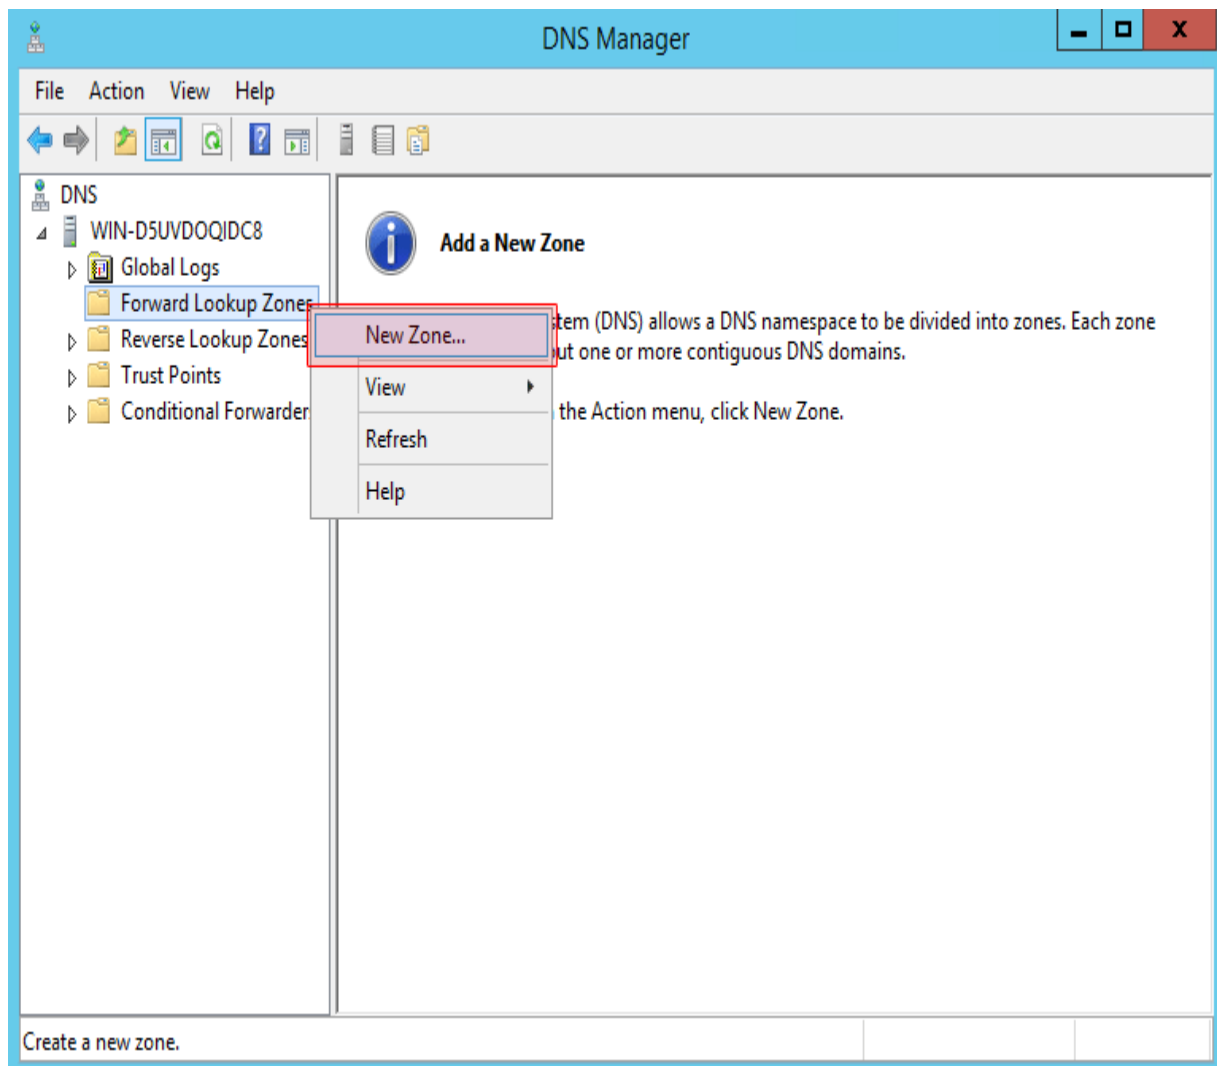 DNS Manager
X
File Action View Help
DNS
WIN-D5UVDOQIDC8
Global Logs
Forward Lookup Zones
Reverse Lookup Zones
Trust Points
Conditional Forwarder
Add a New Zone
(DNS) allows a DNS namespace to be divided into zones. Each zone
one or more contiguous DNS domains.
the Action menu, click New Zone.
New Zone...
View
Refresh
Help
Create a new zone.